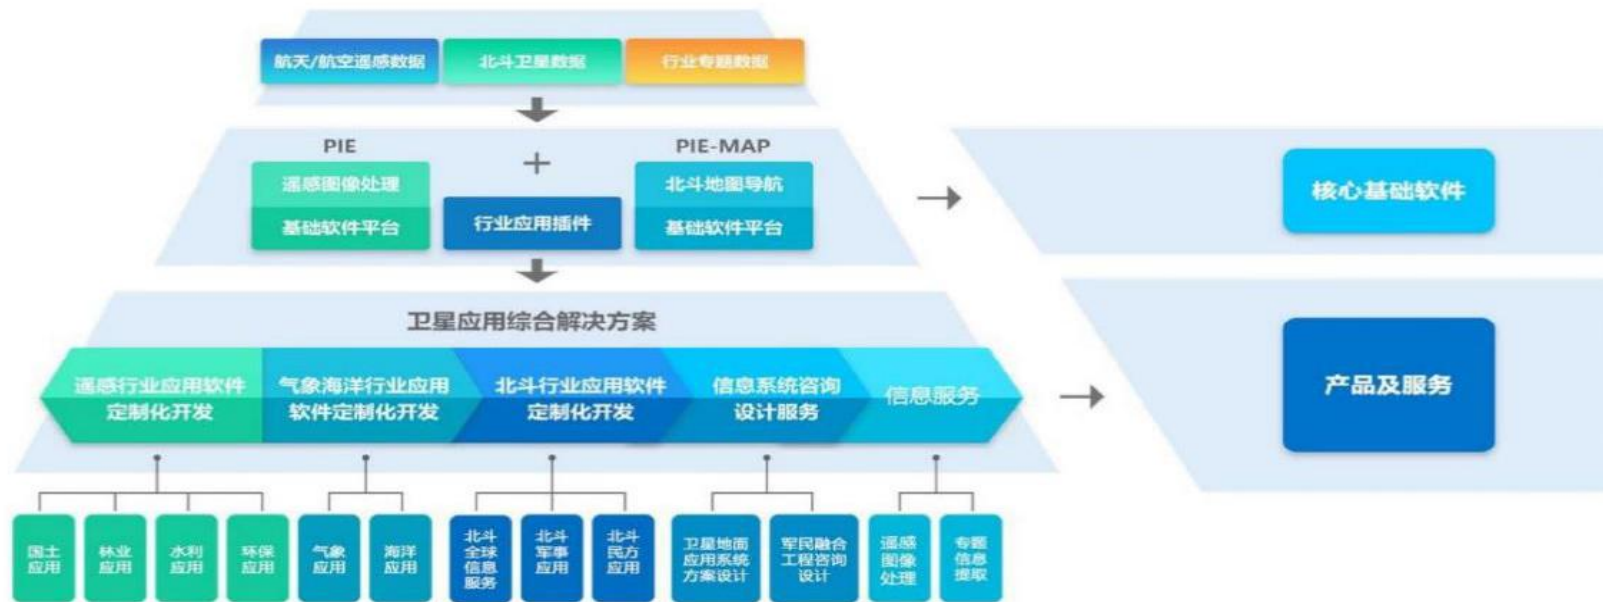 航天/航空遥感数据
北斗卫星数据
行业专题数据
PIE
+
PIE-MAP
遥感图像处理
基础软件平台
行业应用插件
北斗地图导航
基础软件平台
核心基础软件
卫星应用综合解决方案
遥感行业应用软件
定制化开发
气象海洋行业应用
软件定制化开发
北斗行业应用软件
定制化开发
信息系统咨询
设计服务
信息服务
产品及服务
国土
应用
林业
应用
水利
应用
环保
应用
气象
应用
海洋
应用
北斗
全球
信息
服务
北斗
军事
应用
北斗
民方
应用
卫星地面
应用系统
方案设计
军民融合
工程咨询
设计
遥感
图像
处理
专题
信息
提取